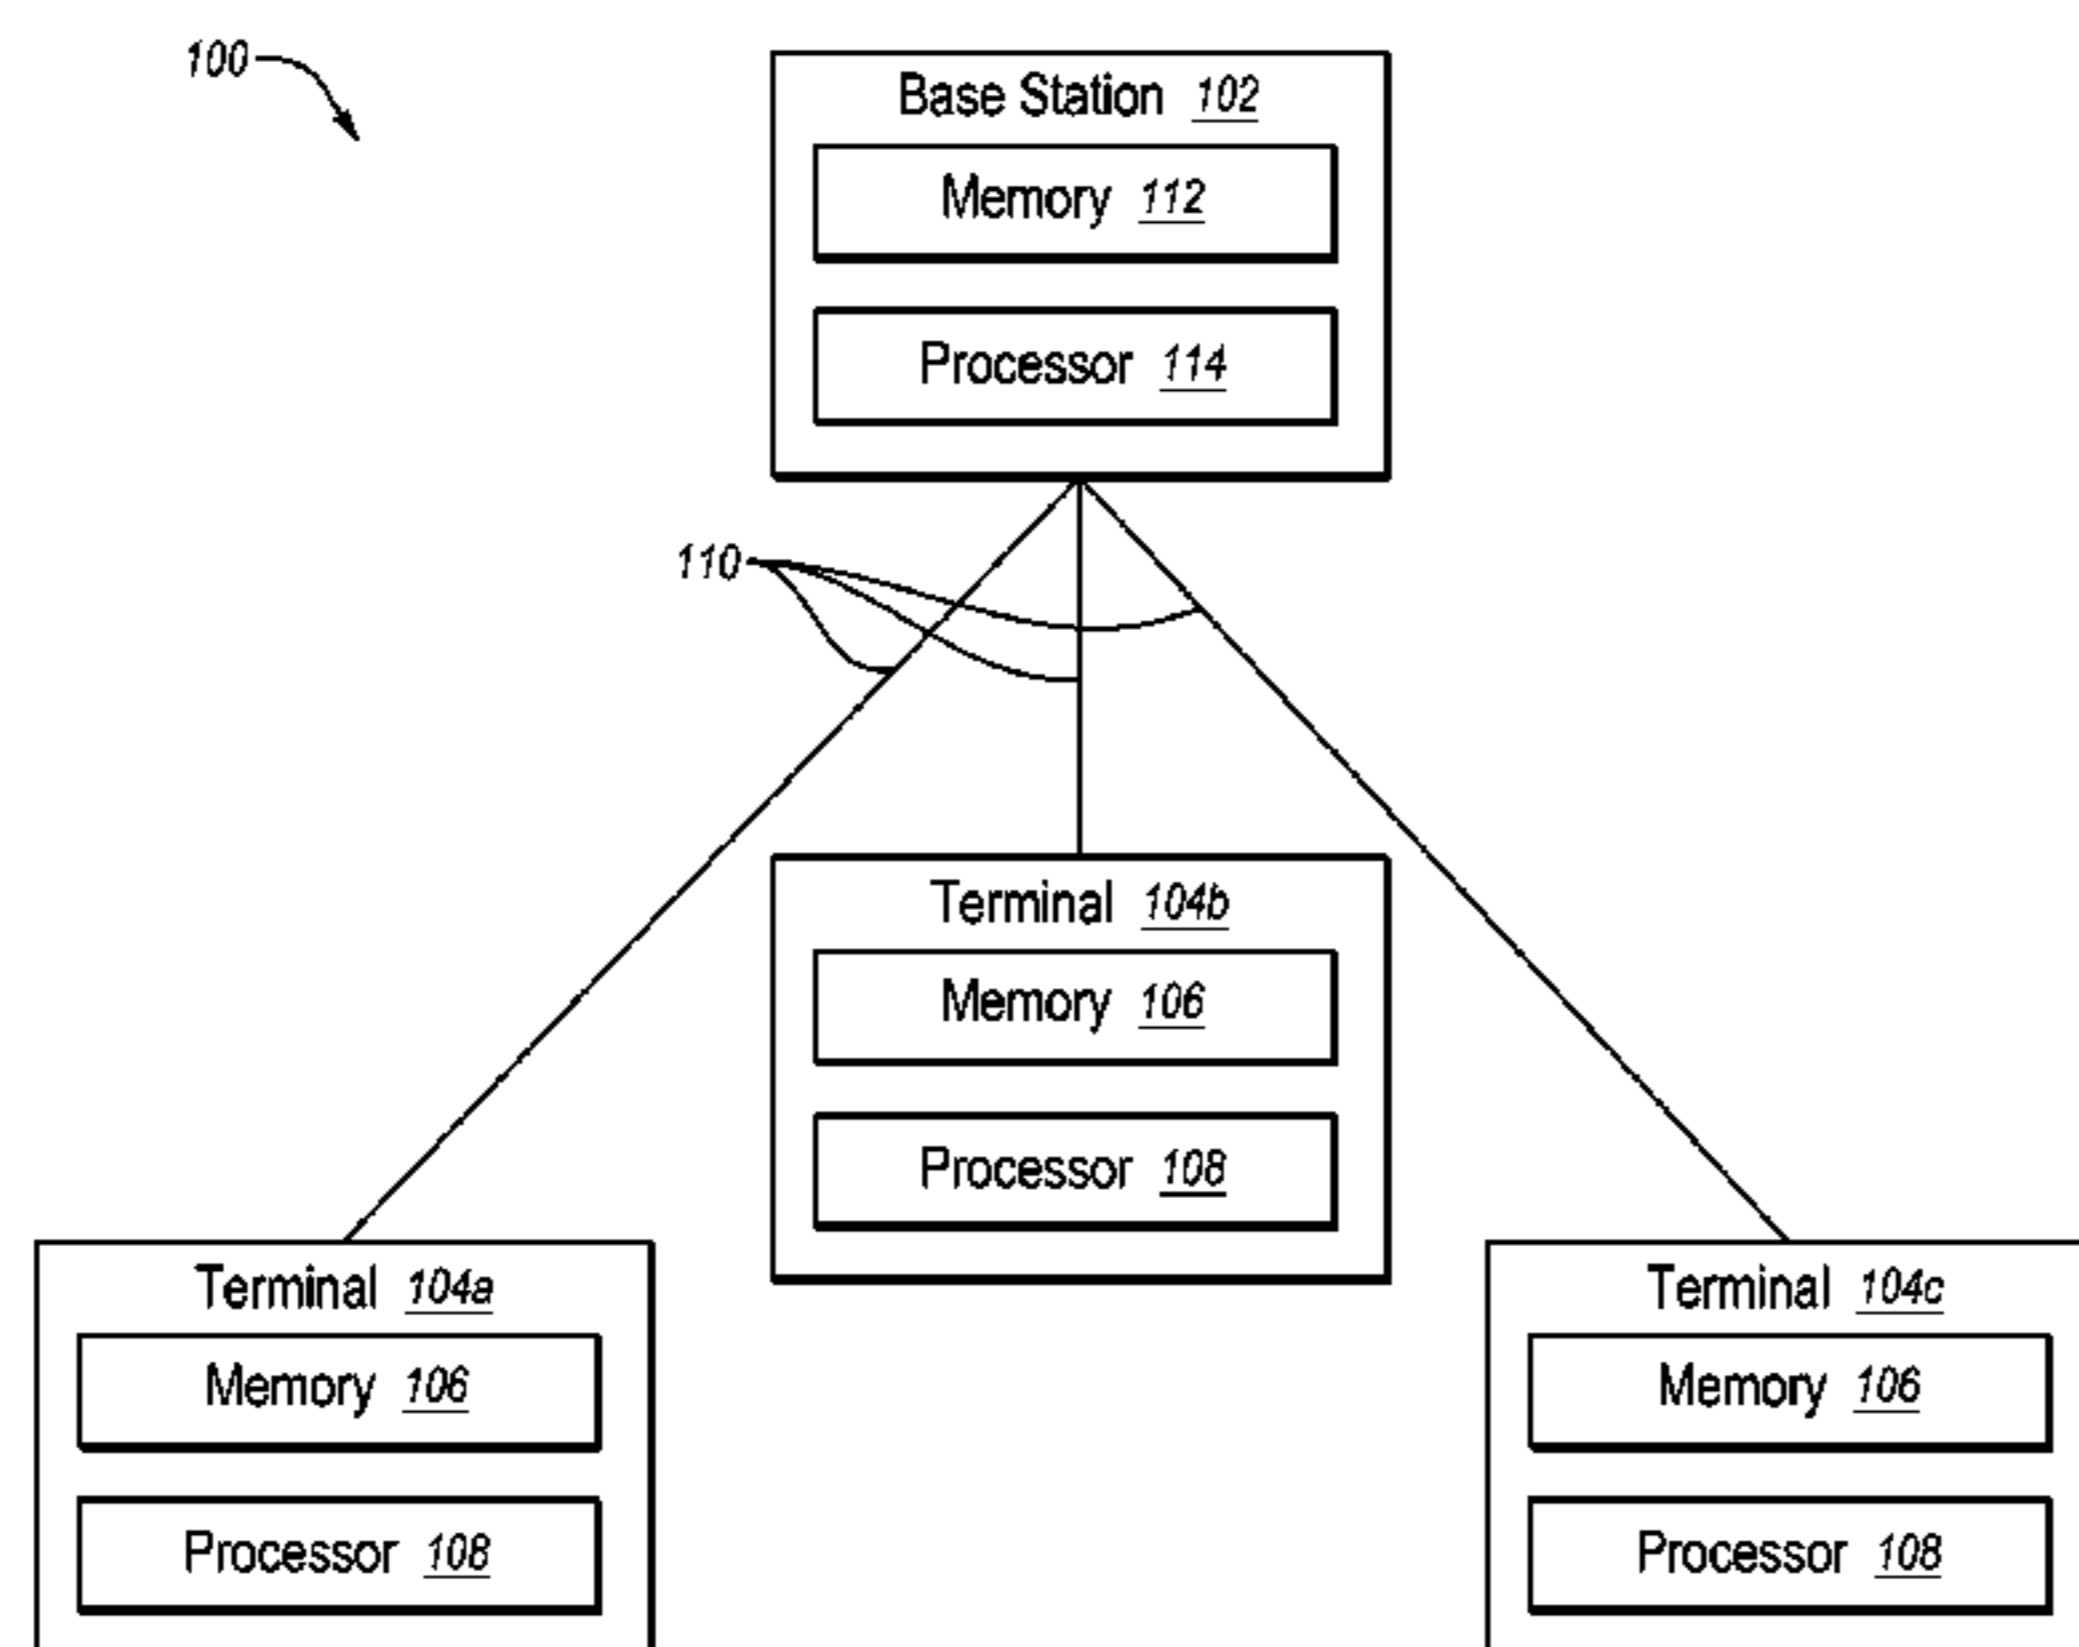 100
Base Station 102
Memory 112
Processor 114
110
Terminal 104b
Memory 106
Processor 108
Terminal 104a
Memory 106
Processor 108
Terminal 104c
Memory 106
Processor 108